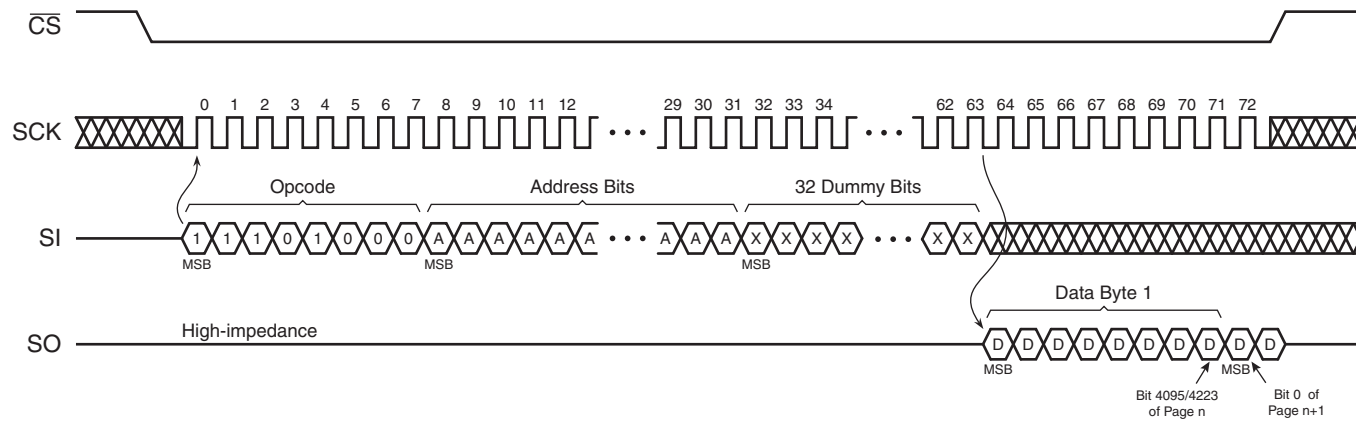 CS
0 1 2 3 4 5 6 7 8 9 10 11 12 29 30 31 32 33 34 62 63 64 65 66 67 68 69 70 71 72
SCK
Opcode Address Bits 32 Dummy Bits
SI 1 1 1 0 1 0 0 0 A A A A A A A A A X X X X X X
MSB MSB MSB
Data Byte 1
High-impedance
SO D D D D D D D D D D
MSB MSB
Bit 4095/4223
of Page n
Bit 0 of
Page n+1